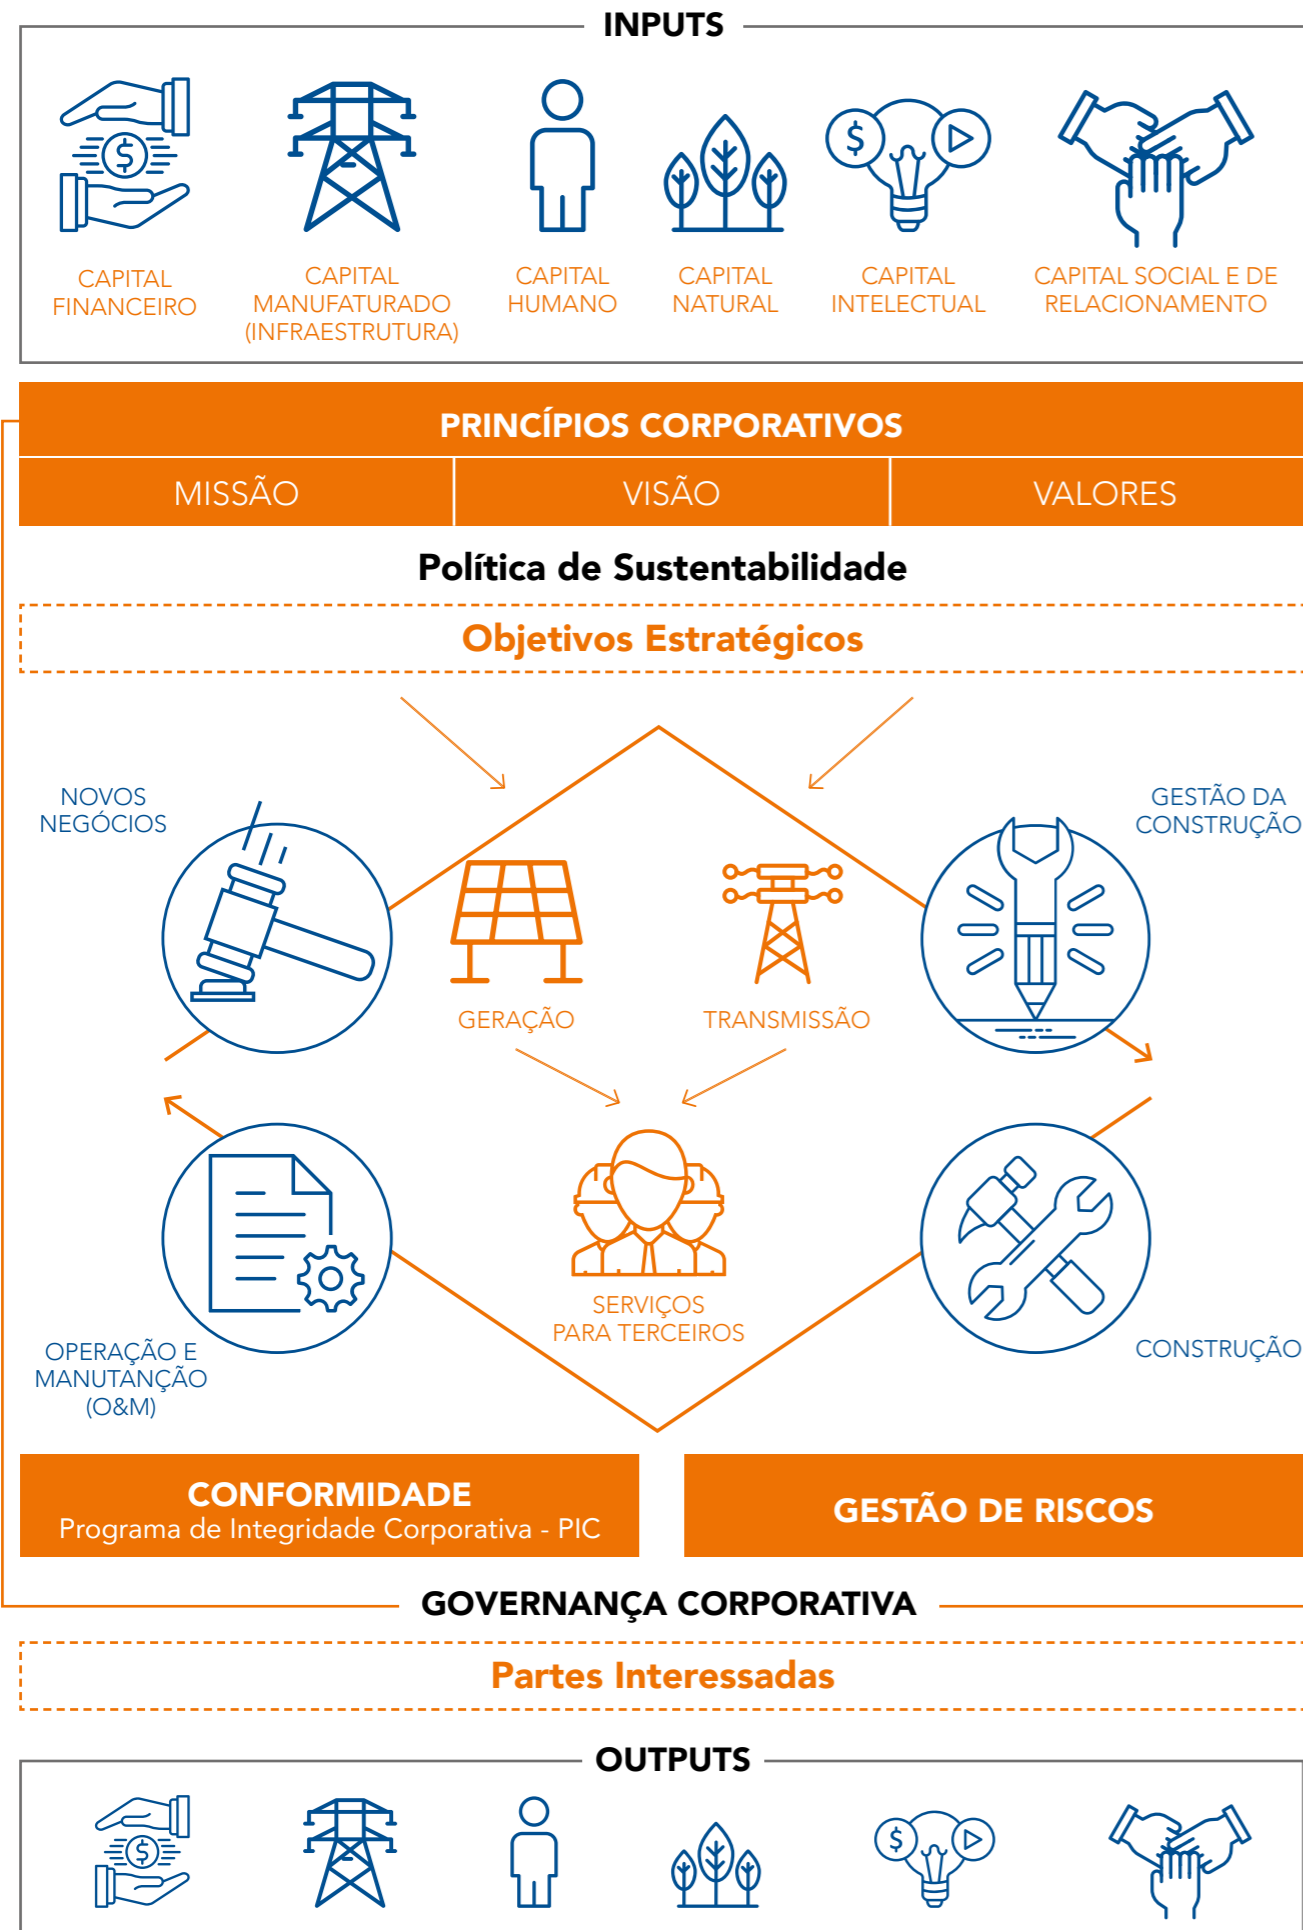 INPUTS
CAPITAL
FINANCEIRO
CAPITAL
MANUFATURADO
(INFRAESTRUTURA)
CAPITAL
HUMANO
CAPITAL
NATURAL
CAPITAL
INTELECTUAL
CAPITAL SOCIAL E DE
RELACIONAMENTO
PRINCÍPIOS CORPORATIVOS
MISSÃO
VISÃO
VALORES
Política de Sustentabilidade
Objetivos Estratégicos
NOVOS
NEGÓCIOS
GESTÃO DA
CONSTRUÇÃO
GERAÇÃO
TRANSMISSÃO
SERVIÇOS
PARA TERCEIROS
OPERAÇÃO E
MANUTANÇÃO
(O&M)
CONSTRUÇÃO
CONFORMIDADE
Programa de Integridade Corporativa - PIC
GESTÃO DE RISCOS
GOVERNANÇA CORPORATIVA
Partes Interessadas
OUTPUTS